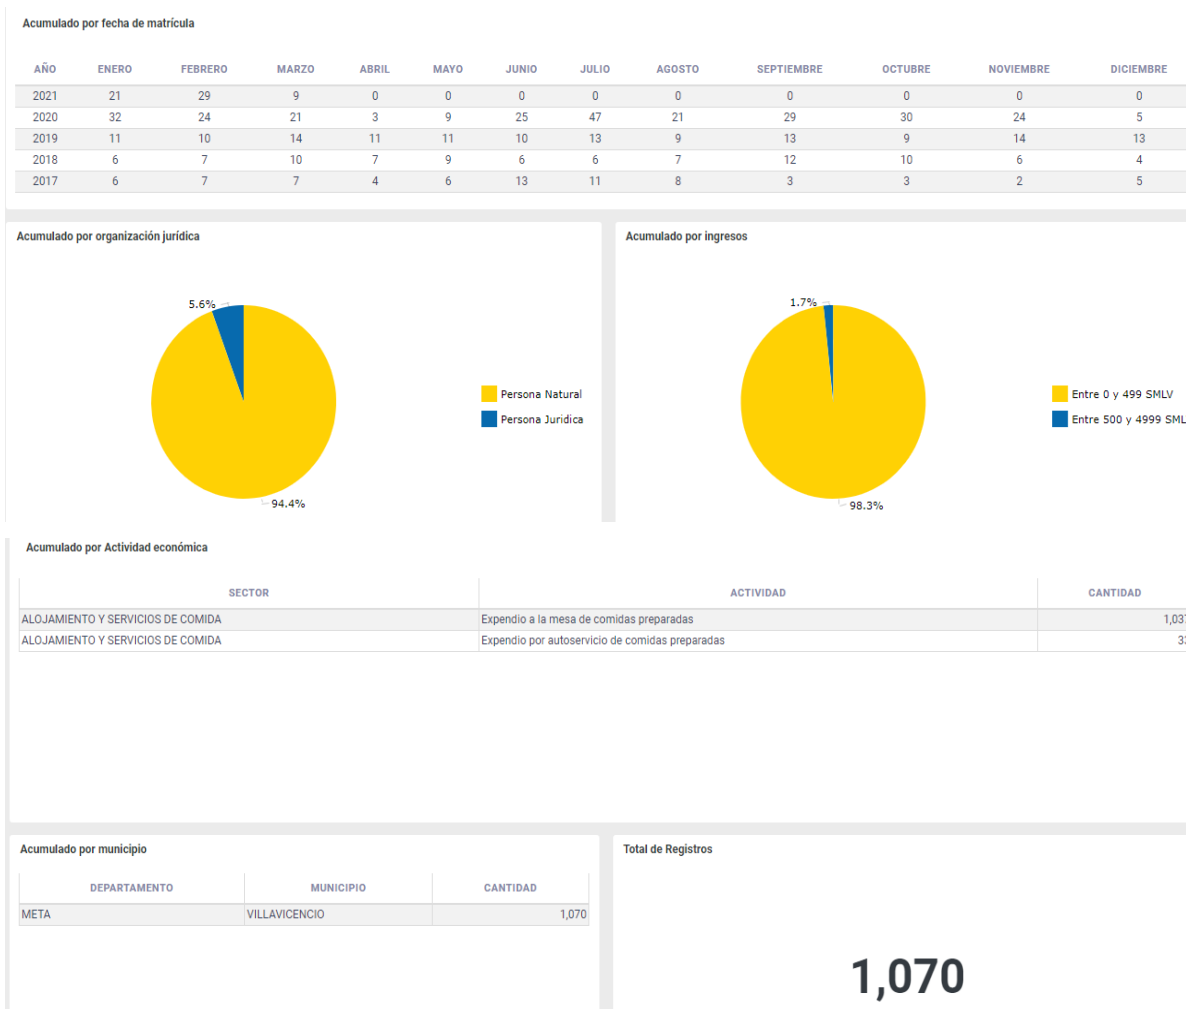 Acumulado por fecha de matrícula
AÑO ENERO FEBRERO MARZO ABRIL MAYO JUNIO JULIO AGOSTO SEPTIEMBRE OCTUBRE NOVIEMBRE DICIEMBRE
2021 21 29 9 0 0 0 0 0 0 0 0 0
2020 32 24 21 3 9 25 47 21 29 30 24 5
2019 11 10 14 11 11 10 13 9 13 9 14 13
2018 6 7 10 7 9 6 6 7 12 10 6 4
2017 6 7 7 4 6 13 11 8 3 3 2 5
Acumulado por organización jurídica
5.6%
Persona Natural
Persona Juridica
94.4%
Acumulado por ingresos
1.7%
Entre 0 y 499 SMLV
Entre 500 y 4999 SML
98.3%
Acumulado por Actividad económica
SECTOR ACTIVIDAD CANTIDAD
ALOJAMIENTO Y SERVICIOS DE COMIDA Expendio a la mesa de comidas preparadas 1,037
ALOJAMIENTO Y SERVICIOS DE COMIDA Expendio por autoservicio de comidas preparadas 33
Acumulado por municipio
DEPARTAMENTO MUNICIPIO CANTIDAD
META VILLAVICENCIO 1,070
Total de Registros
1,070